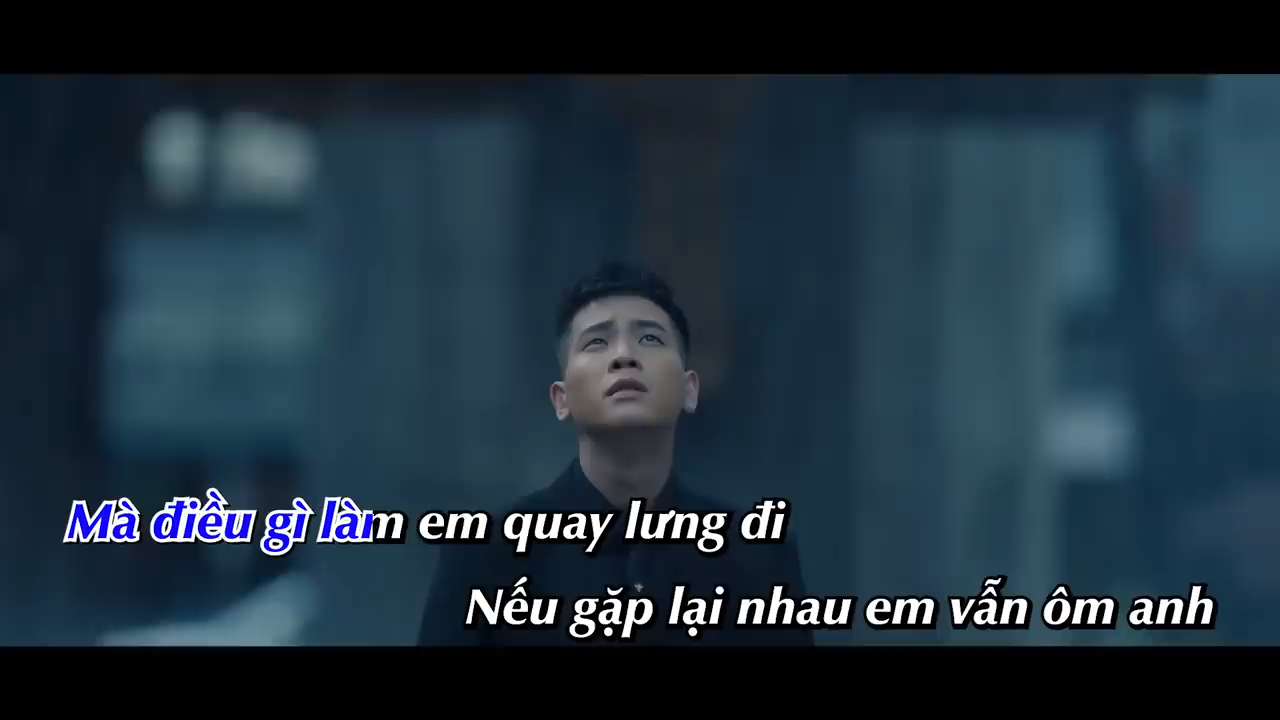 Mà điều gì làm em quay lưng đi
Nếu gặp lại nhau em vẫn ôm anh